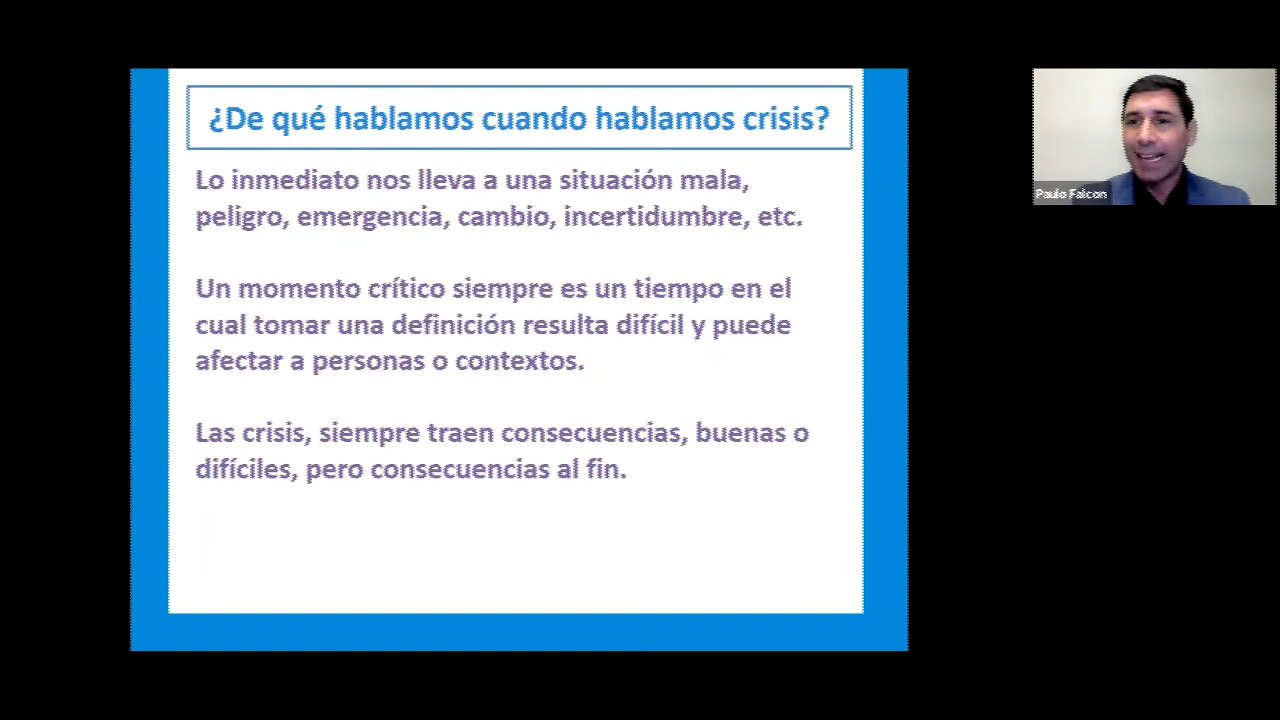 ¿De qué hablamos cuando hablamos crisis?
Lo inmediato nos lleva a una situación mala,
peligro, emergencia, cambio, incertidumbre, etc.
Un momento crítico siempre es un tiempo en el
cual tomar una definición resulta difícil y puede
afectar a personas o contextos.
Las crisis, siempre traen consecuencias, buenas o
difíciles, pero consecuencias al fin.
Paulo Falcon